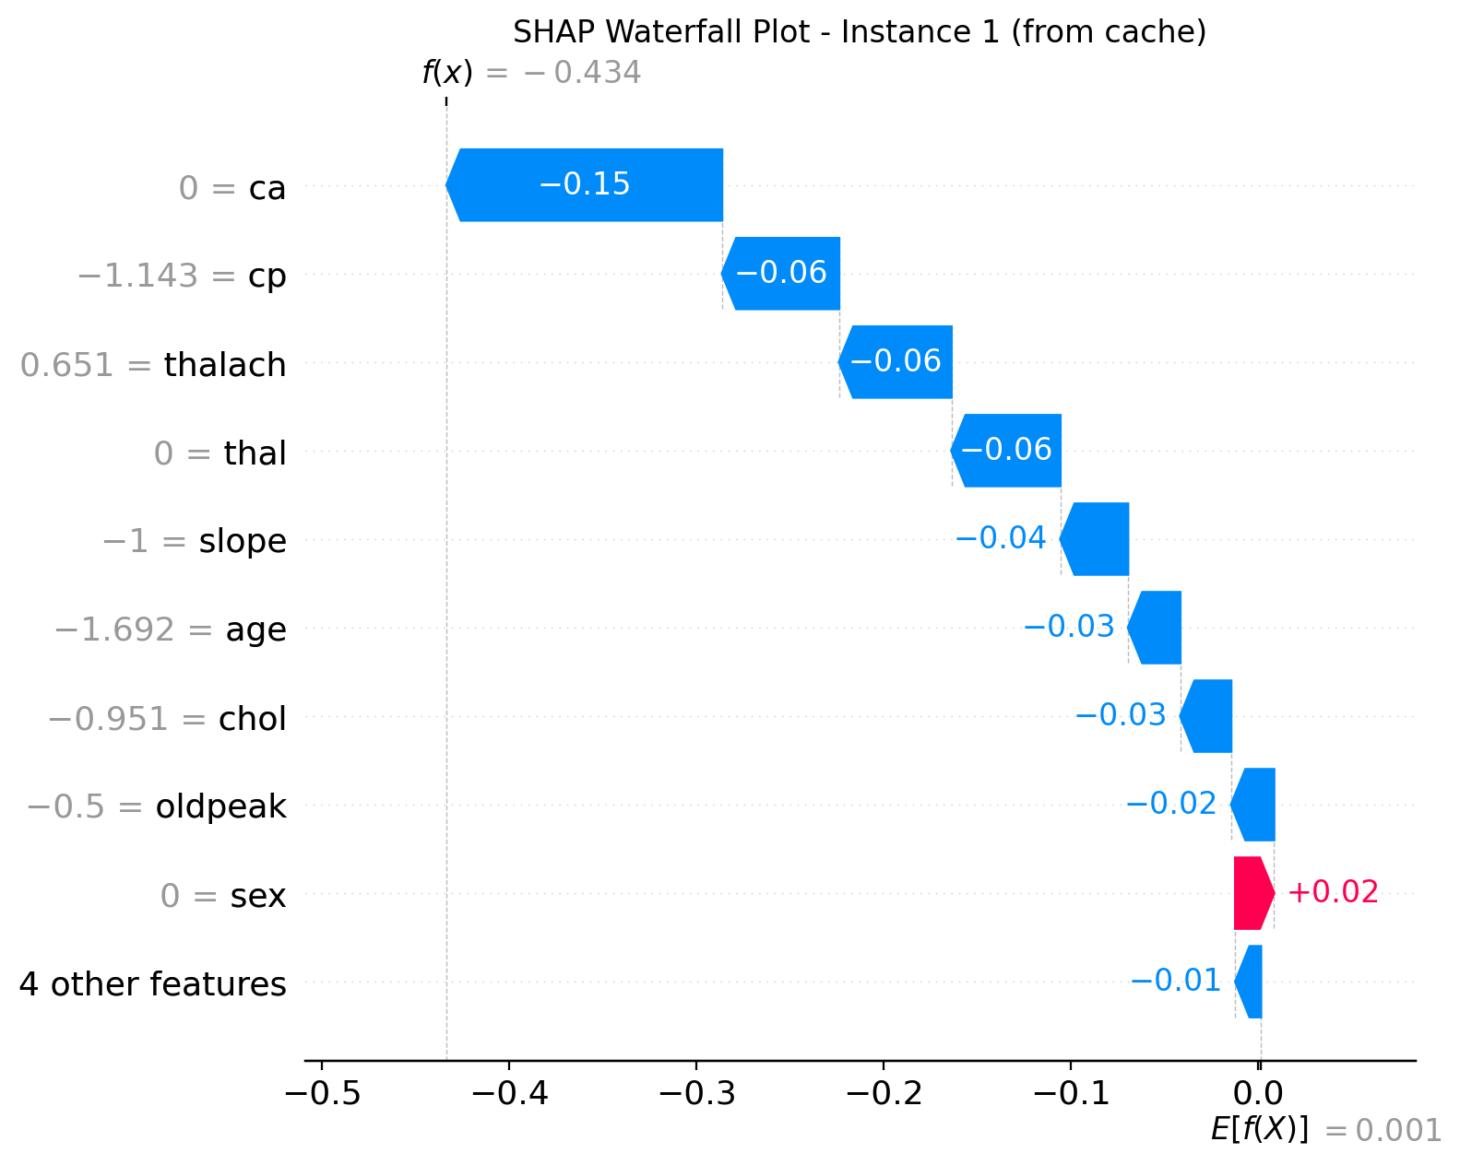 SHAP Waterfall Plot - Instance 1 (from cache)
f(x) = −0.434
0 = ca −0.15
−1.143 = cp −0.06
0.651 = thalach −0.06
0 = thal −0.06
−1 = slope −0.04
−1.692 = age −0.03
−0.951 = chol −0.03
−0.5 = oldpeak −0.02
0 = sex +0.02
4 other features −0.01
−0.5 −0.4 −0.3 −0.2 −0.1 0.0
E[f(X)] = 0.001